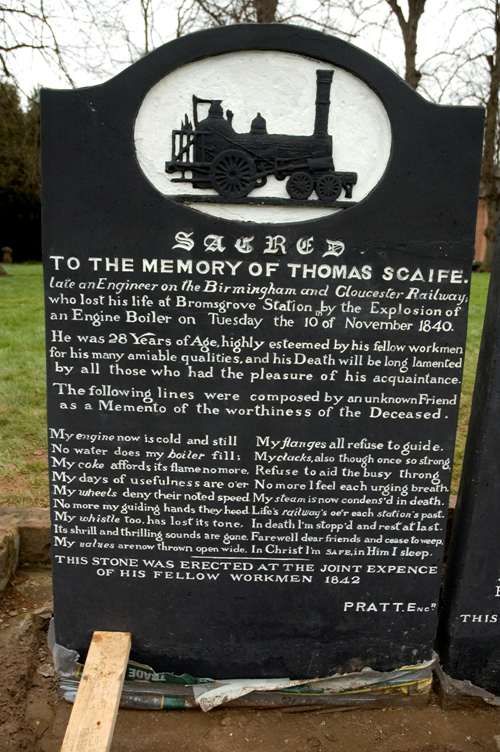 SACRED
TO THE MEMORY OF THOMAS SCAIFE.
late an Engineer on the Birmingham and Gloucester Railway,
who lost his life at Bromsgrove Station by the Explosion of
an Engine Boiler on Tuesday the 10 of November 1840.
He was 28 Years of Age, highly esteemed by his fellow workmen
for his many amiable qualities, and his Death will be long lamented
by all those who had the pleasure of his acquaintance.
The following lines were composed by an unknown Friend
as a Memento of the worthiness of the Deceased.
My engine now is cold and still
No water does my boiler fill;
My coke affords its flame no more,
My days of usefulness are o'er
My wheels deny their noted speed
No more my guiding hands they heed
My whistle too, has lost its tone.
Its shrill and thrilling sounds are gone.
My valves are now thrown open wide.
My flanges all refuse to guide.
My clacks, also though once so strong,
Refuse to aid the busy throng
No more I feel each urging breath
My steam is now condens'd in death.
Life's railway's o'er each station's past.
In death I'm stopp'd and rest at last.
Farewell dear friends and cease to weep,
In Christ I'm SAFE, in Him I sleep.
THIS STONE WAS ERECTED AT THE JOINT EXPENCE
OF HIS FELLOW WORKMEN 1842
PRATT. Encr
THIS
TRADE